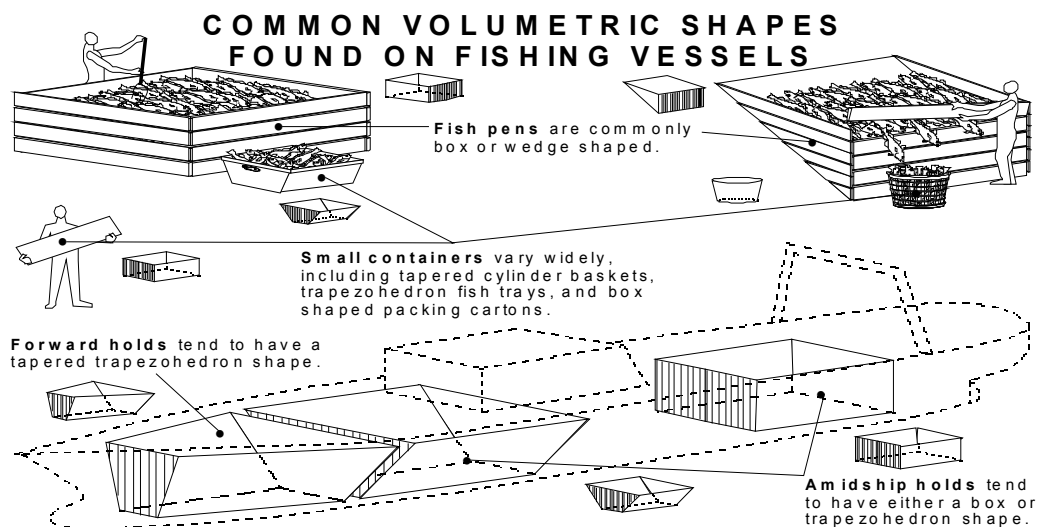 COMMON VOLUMETRIC SHAPES
FOUND ON FISHING VESSELS
Fish pens are commonly
box or wedge shaped.
Small containers vary widely,
including tapered cylinder baskets,
trapezohedron fish trays, and box
shaped packing cartons.
Forward holds tend to have a
tapered trapezohedron shape.
Amidship holds tend
to have either a box or
trapezohedron shape.